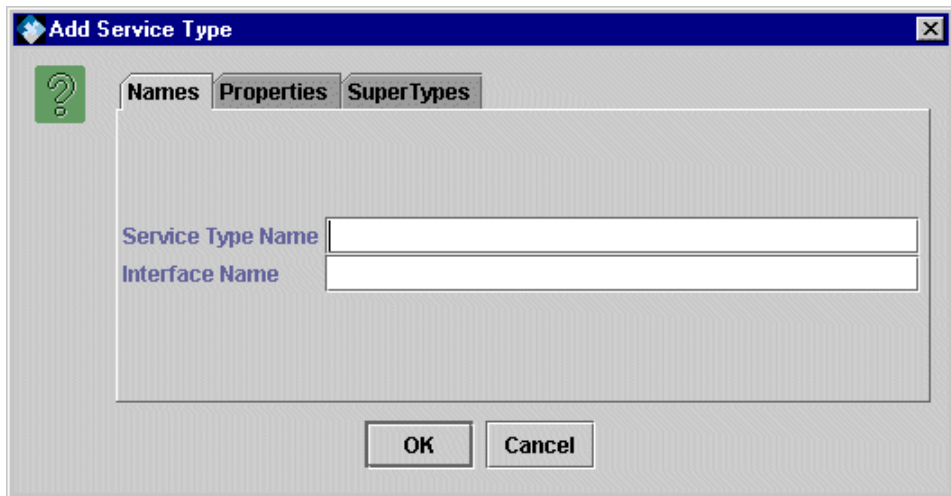 Add Service Type
Names Properties SuperTypes
Service Type Name
Interface Name
OK Cancel